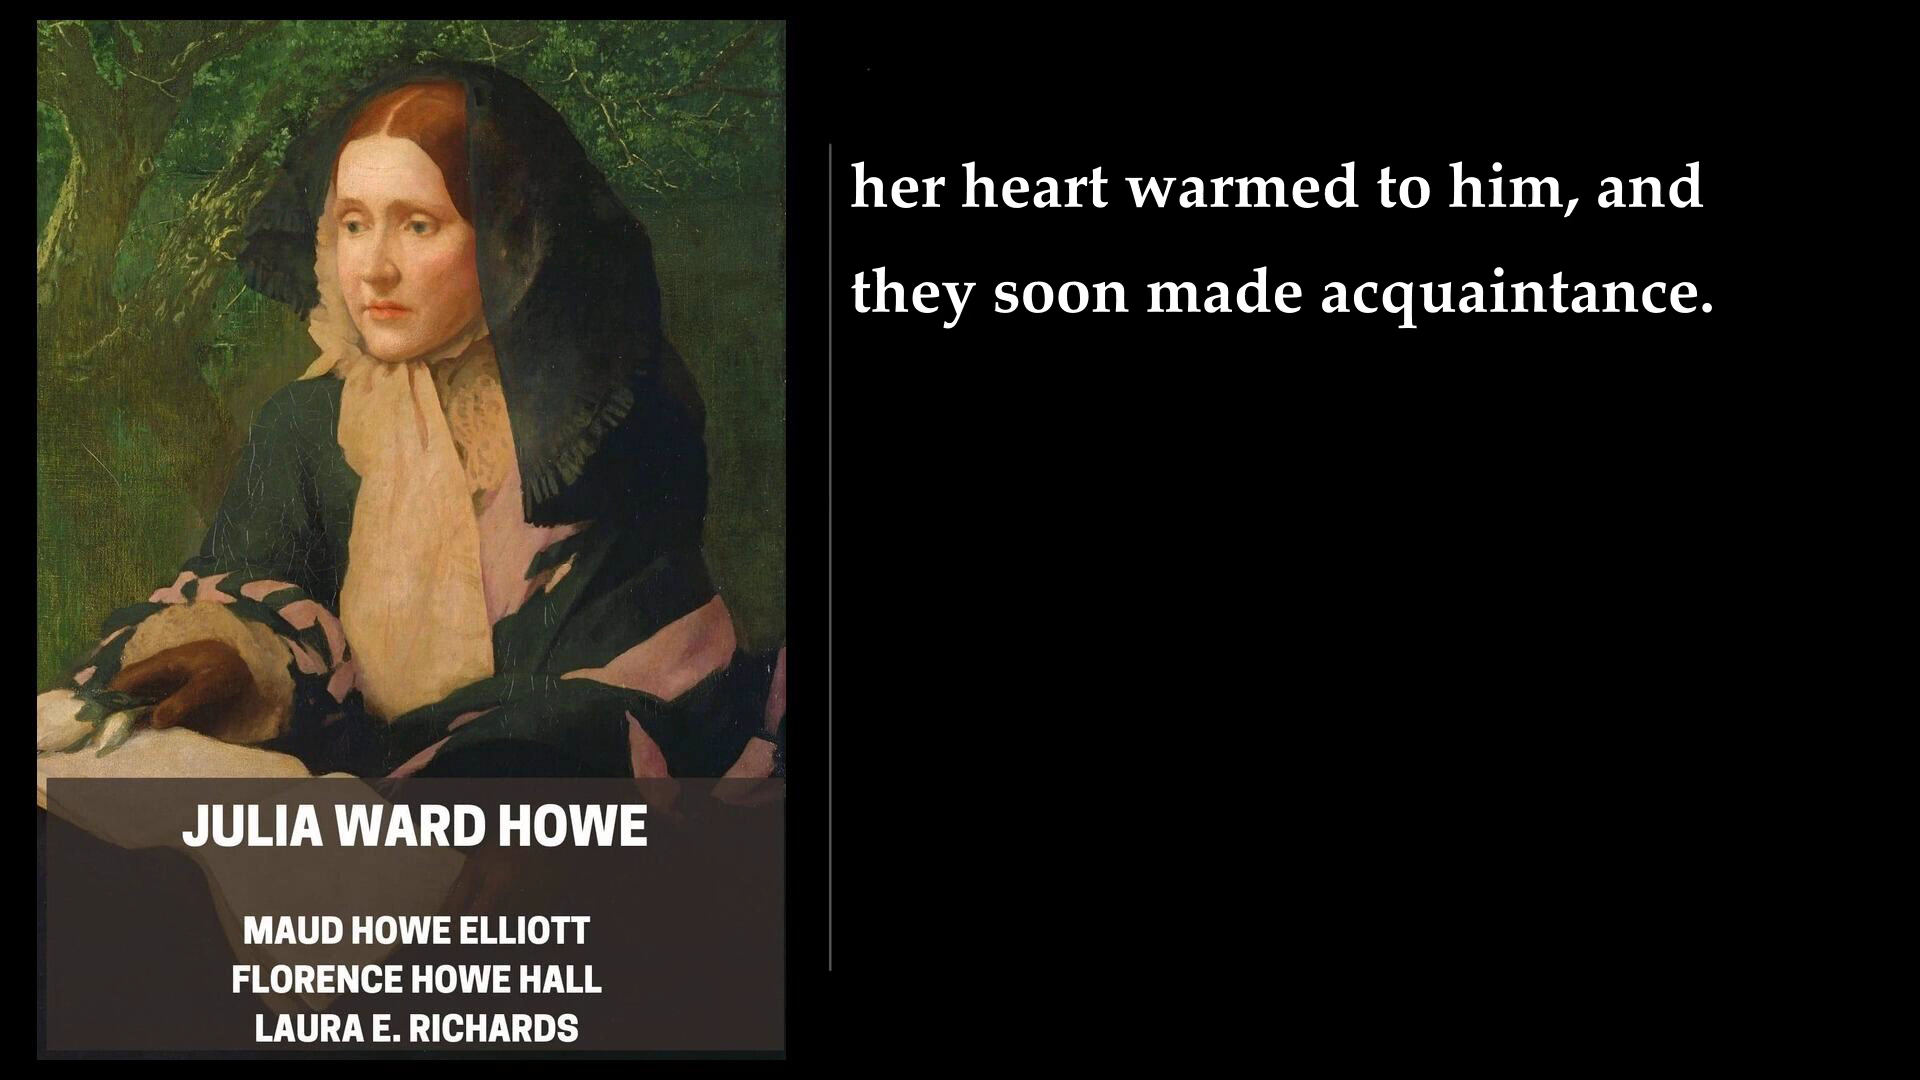 JULIA WARD HOWE
MAUD HOWE ELLIOTT
FLORENCE HOWE HALL
LAURA E. RICHARDS
her heart warmed to him, and
they soon made acquaintance.